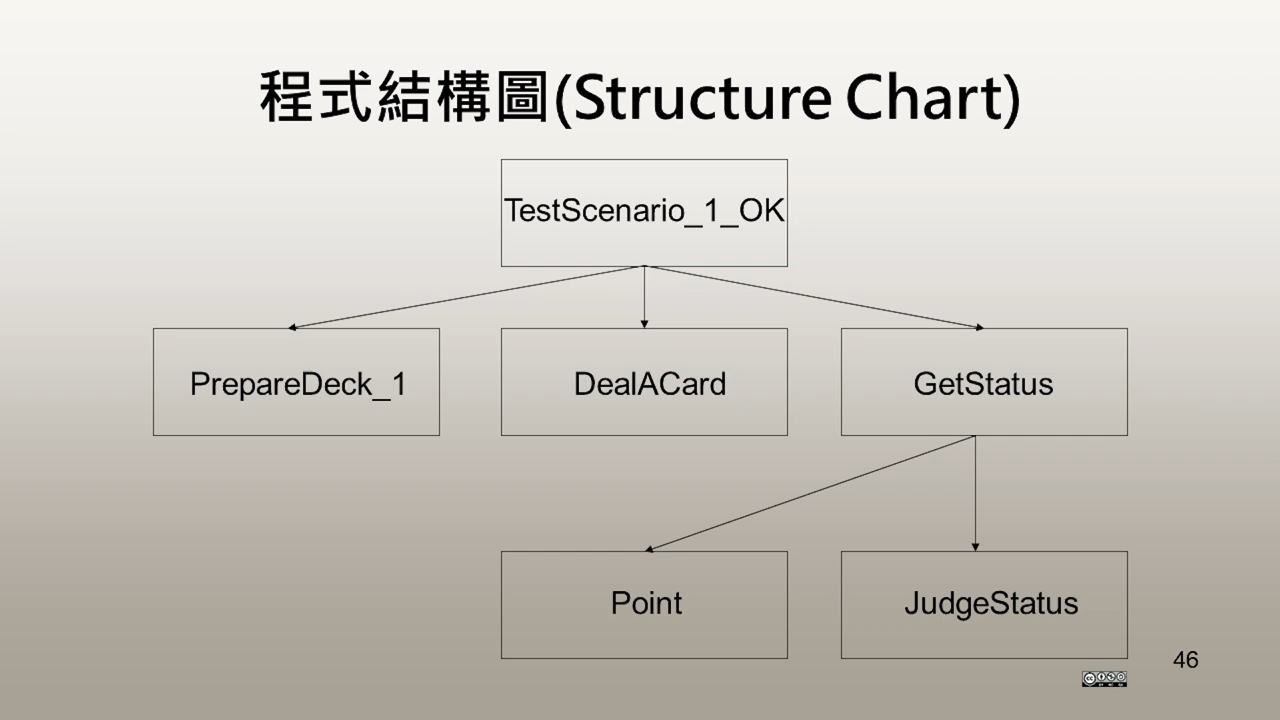 程式結構圖(Structure Chart)
TestScenario_1_OK
PrepareDeck_1
DealACard
GetStatus
Point
JudgeStatus
46